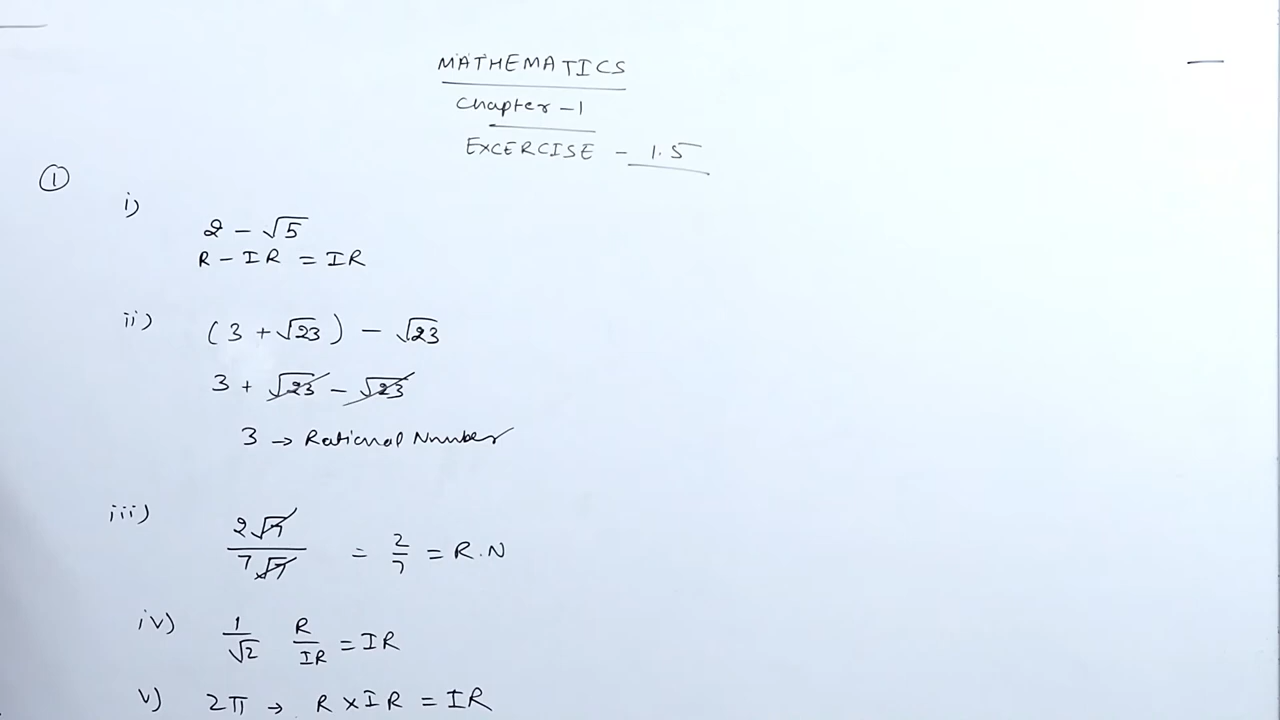 MATHEMATICS
Chapter - 1
EXCERCISE - 1.5
①
i)
2 - √5
R - IR = IR
ii) (3 + √23) - √23
3 + √23 - √23
3 → Rational Number
iii) 2√7 / 7√7 = 2/7 = R.N
iv) 1/√2 R/IR = IR
v) 2π → R × IR = IR